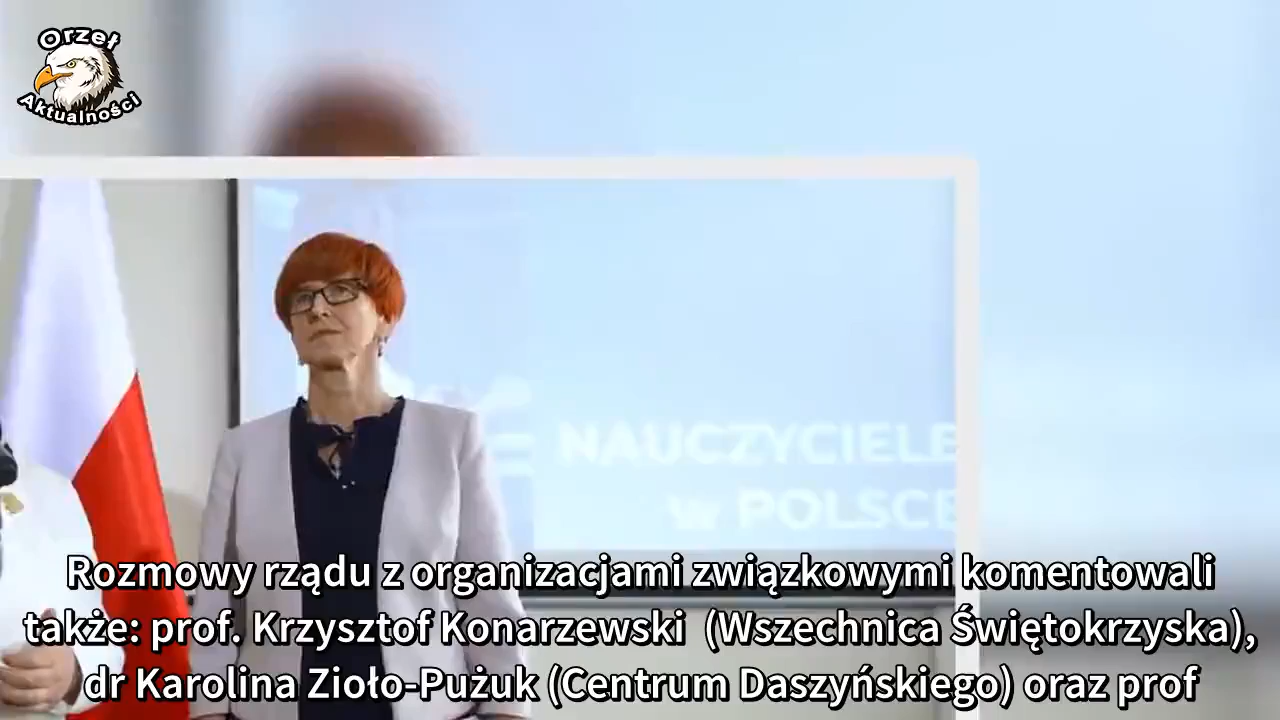 Orzeł
Aktualności
NAUCZYCIELE
w POLSCE
Rozmowy rządu z organizacjami związkowymi komentowali
także: prof. Krzysztof Konarzewski (Wszechnica Świętokrzyska),
dr Karolina Zioło-Pużuk (Centrum Daszyńskiego) oraz prof